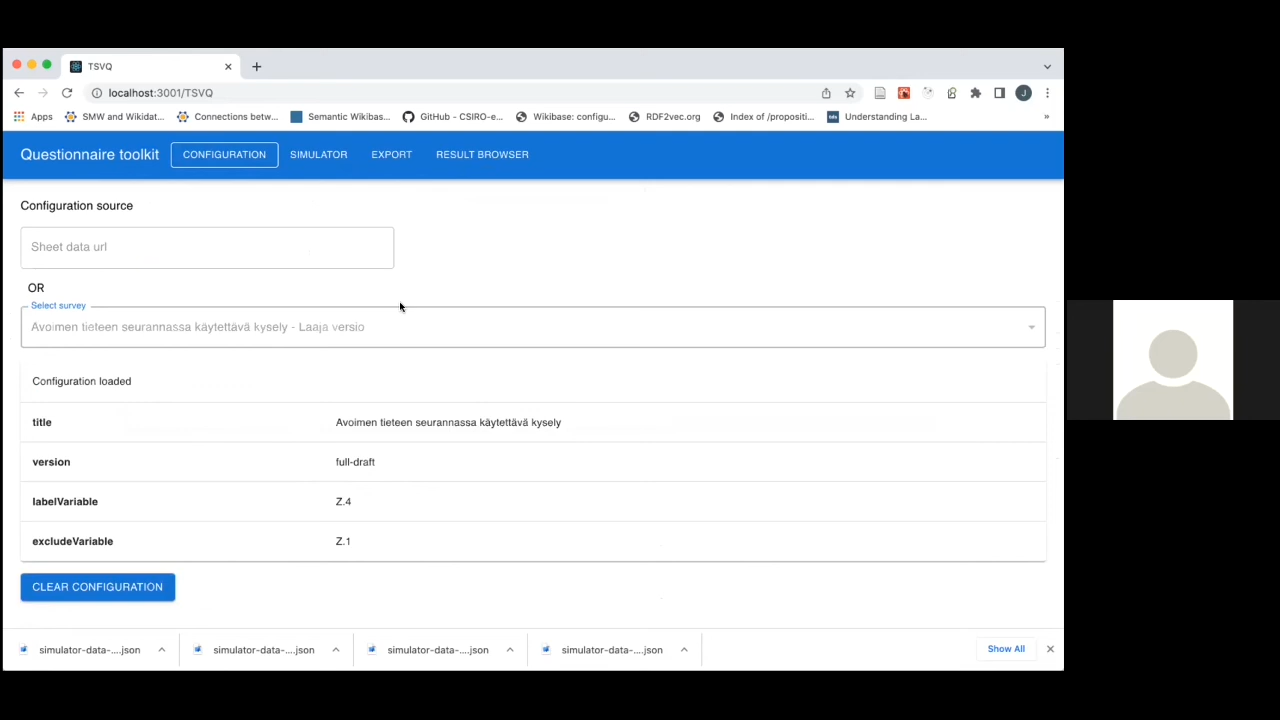 TSVQ
localhost:3001/TSVQ
J
Apps SMW and Wikidat... Connections betw... Semantic Wikibas... GitHub - CSIRO-e... Wikibase: configu... RDF2vec.org Index of /propositi... Understanding La... »
Questionnaire toolkit CONFIGURATION SIMULATOR EXPORT RESULT BROWSER
Configuration source
Sheet data url
OR
Select survey
Avoimen tieteen seurannassa käytettävä kysely - Laaja versio
Configuration loaded
title Avoimen tieteen seurannassa käytettävä kysely
version full-draft
labelVariable Z.4
excludeVariable Z.1
CLEAR CONFIGURATION
simulator-data-....json simulator-data-....json simulator-data-....json simulator-data-....json Show All